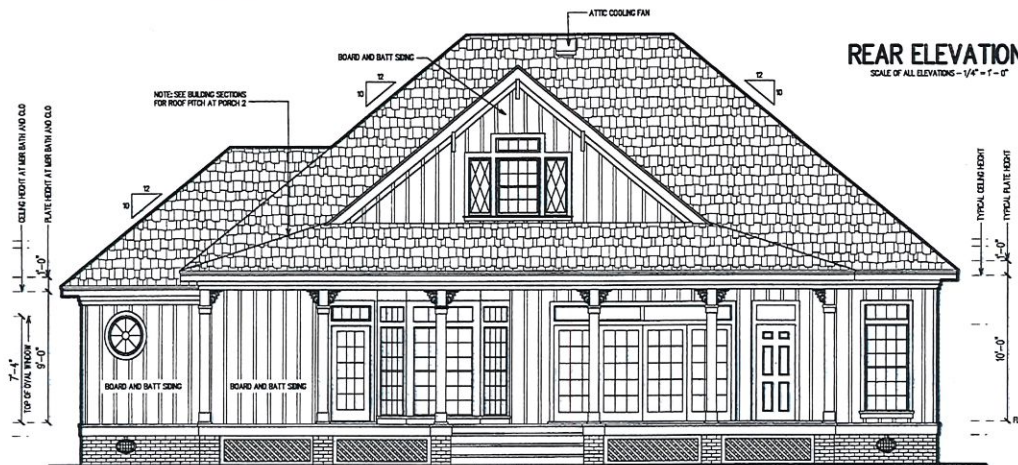 ATTIC COOLING FAN
REAR ELEVATION
SCALE OF ALL ELEVATIONS - 1/4" = 1' - 0"
BOARD AND BATT SIDING
12
10
12
10
NOTE: SEE BUILDING SECTIONS
FOR ROOF PITCH AT PORCH 2
12
10
CEILING HEIGHT AT MBR BATH AND CLO
PLATE HEIGHT AT MBR BATH AND CLO
1'-0"
7'-4"
TOP OF OVAL WINDOW
9'-0"
BOARD AND BATT SIDING
BOARD AND BATT SIDING
TYPICAL CEILING HEIGHT
TYPICAL PLATE HEIGHT
1'-0"
10'-0"